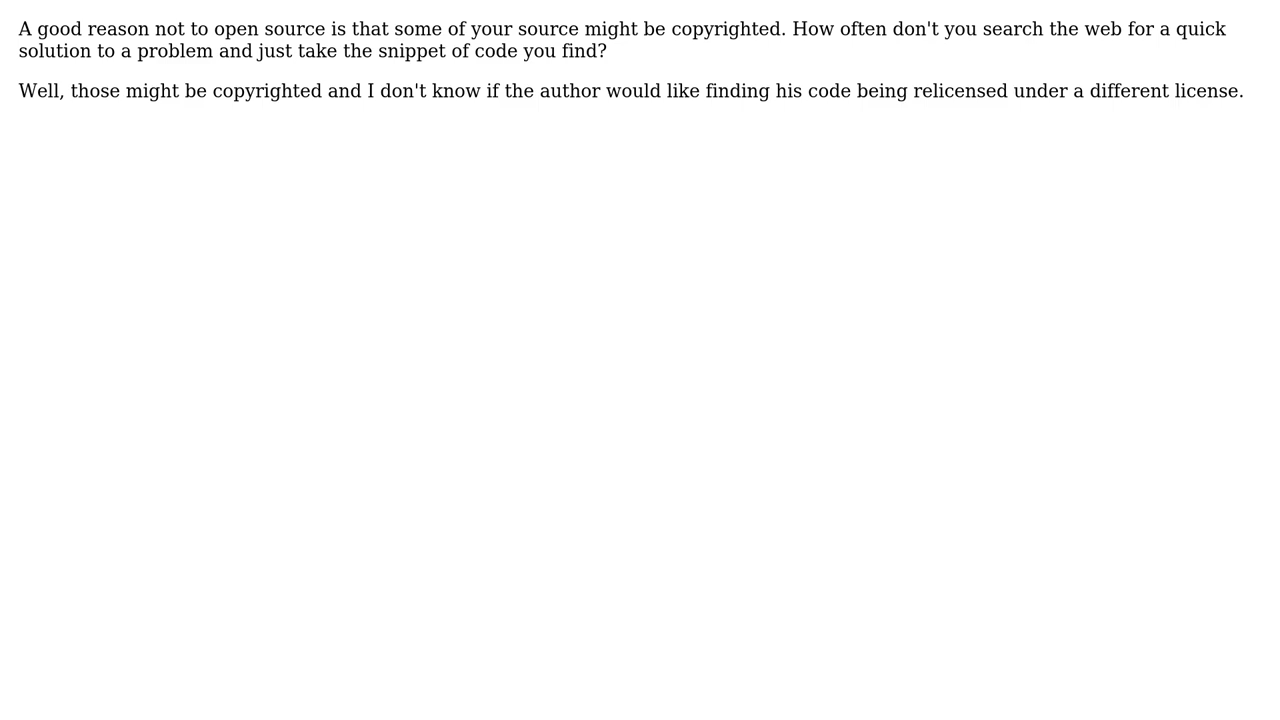 A good reason not to open source is that some of your source might be copyrighted. How often don't you search the web for a quick
solution to a problem and just take the snippet of code you find?
Well, those might be copyrighted and I don't know if the author would like finding his code being relicensed under a different license.